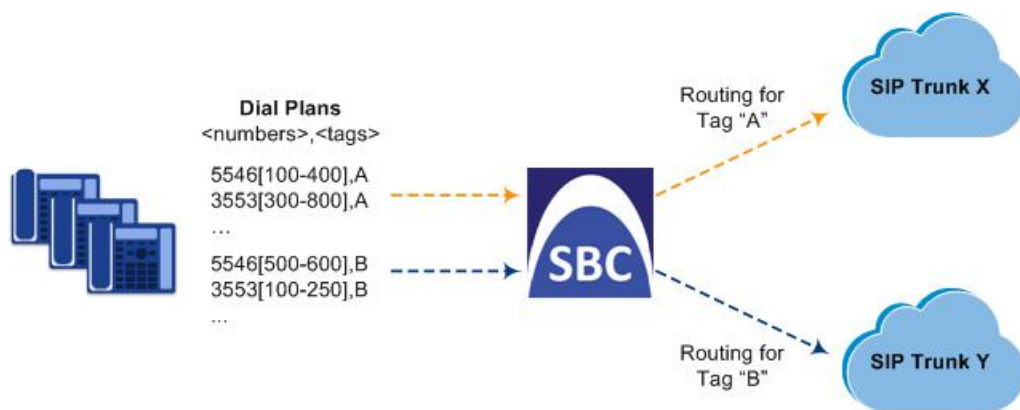 Dial Plans
<numbers>,<tags>
5546[100-400],A
3553[300-800],A
...
5546[500-600],B
3553[100-250],B
...
SBC
Routing for
Tag “A”
SIP Trunk X
Routing for
Tag “B”
SIP Trunk Y